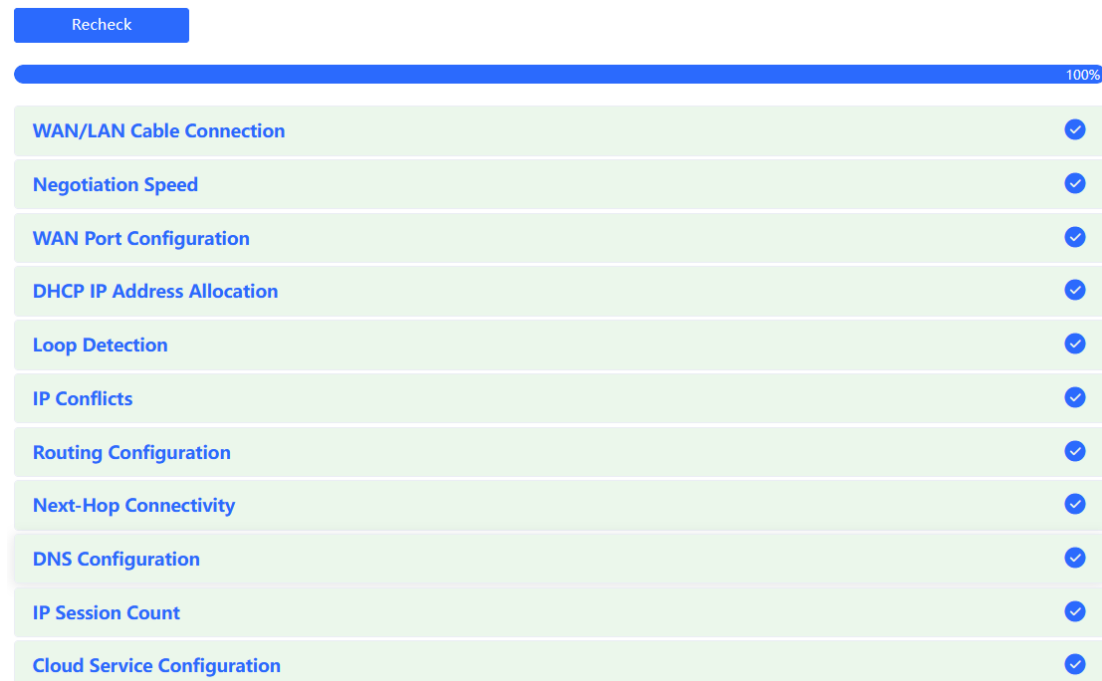 Recheck
100%
WAN/LAN Cable Connection
Negotiation Speed
WAN Port Configuration
DHCP IP Address Allocation
Loop Detection
IP Conflicts
Routing Configuration
Next-Hop Connectivity
DNS Configuration
IP Session Count
Cloud Service Configuration